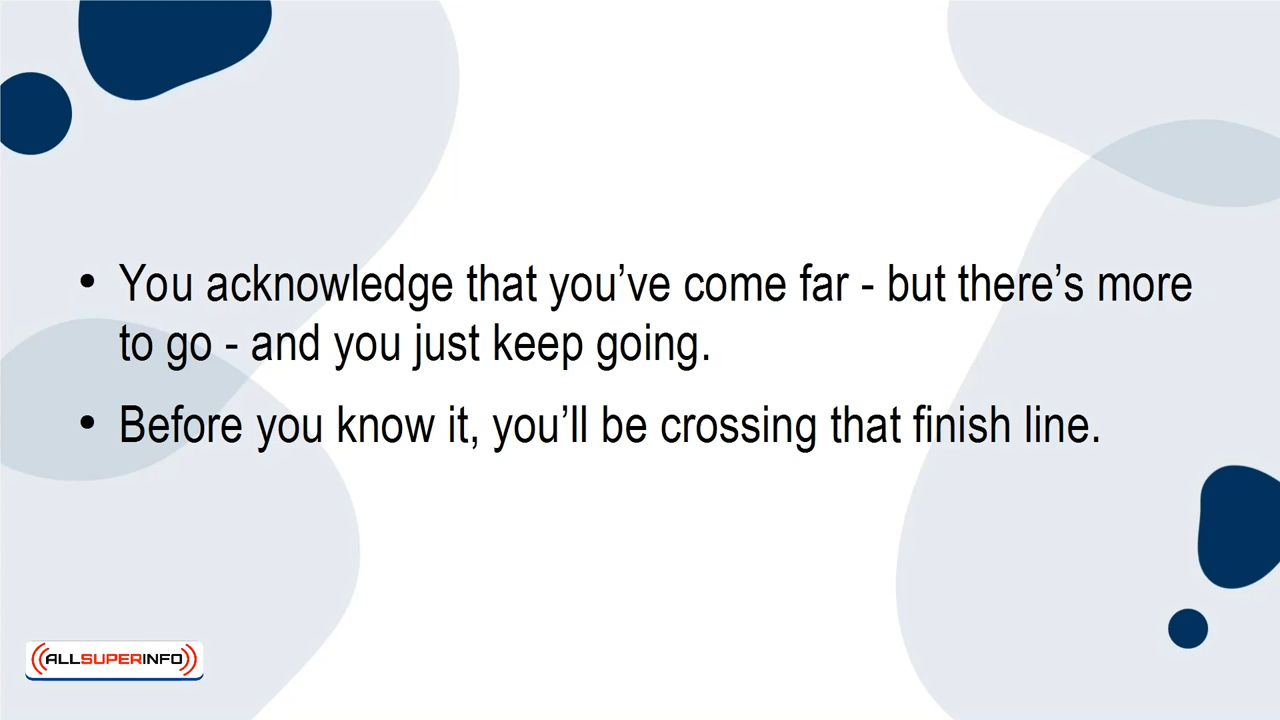 • You acknowledge that you’ve come far - but there’s more
to go - and you just keep going.
• Before you know it, you’ll be crossing that finish line.
ALLSUPERINFO